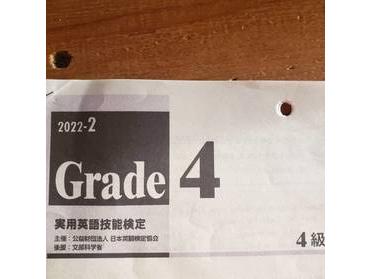 2022-2
Grade 4
実用英語技能検定
主催:公益財団法人 日本英語検定協会
後援:文部科学省
4級